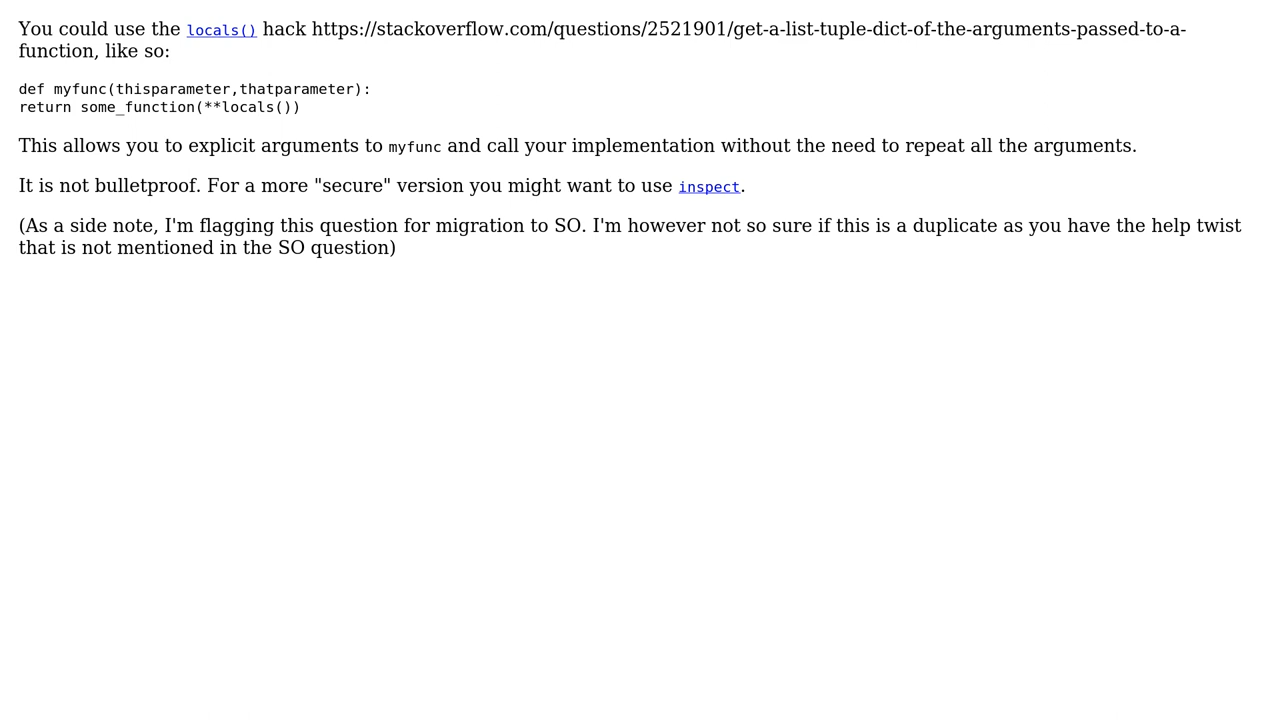 You could use the locals() hack https://stackoverflow.com/questions/2521901/get-a-list-tuple-dict-of-the-arguments-passed-to-a-
function, like so:
def myfunc(thisparameter,thatparameter):
return some_function(**locals())
This allows you to explicit arguments to myfunc and call your implementation without the need to repeat all the arguments.
It is not bulletproof. For a more "secure" version you might want to use inspect.
(As a side note, I'm flagging this question for migration to SO. I'm however not so sure if this is a duplicate as you have the help twist
that is not mentioned in the SO question)